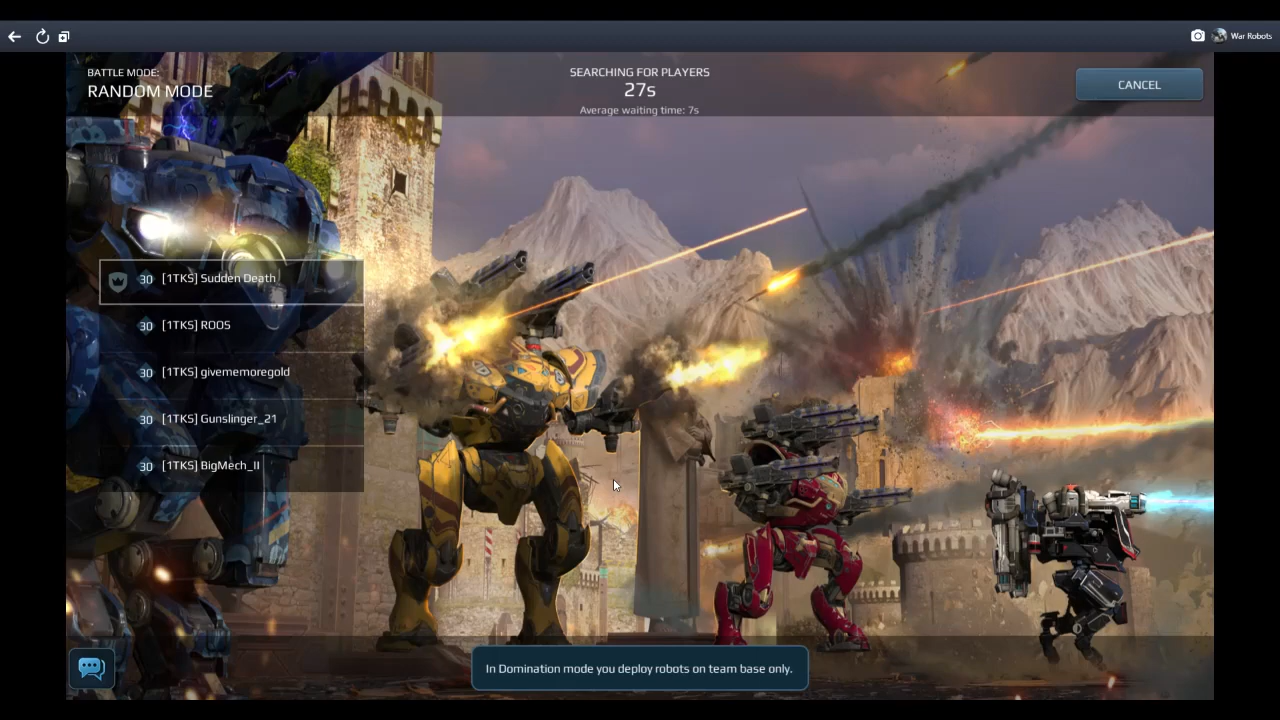 War Robots
BATTLE MODE:
RANDOM MODE
SEARCHING FOR PLAYERS
27s
Average waiting time: 7s
CANCEL
30 [1TKS] Sudden Death
30 [1TKS] ROOS
30 [1TKS] givememoregold
30 [1TKS] Gunslinger_21
30 [1TKS] BigMech_II
In Domination mode you deploy robots on team base only.